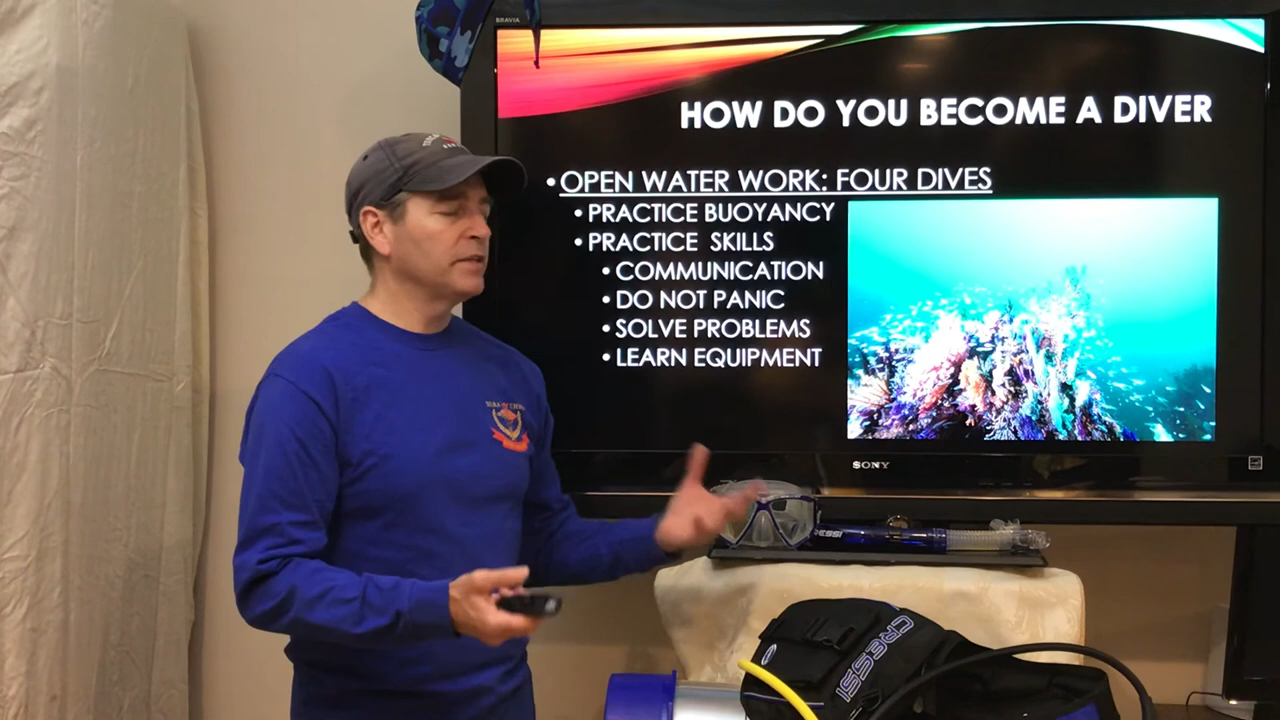 BRAVIA
HOW DO YOU BECOME A DIVER
•OPEN WATER WORK: FOUR DIVES
•PRACTICE BUOYANCY
•PRACTICE SKILLS
•COMMUNICATION
•DO NOT PANIC
•SOLVE PROBLEMS
•LEARN EQUIPMENT
SONY
CRESSI